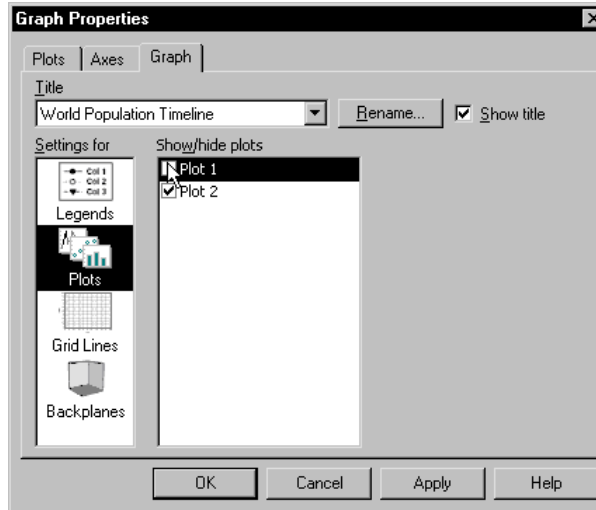 Graph Properties
Plots Axes Graph
Title
World Population Timeline Rename... Show title
Settings for Show/hide plots
Col 1
Col 2
Col 3
Legends
Plots
Grid Lines
Backplanes
Plot 1
Plot 2
OK Cancel Apply Help